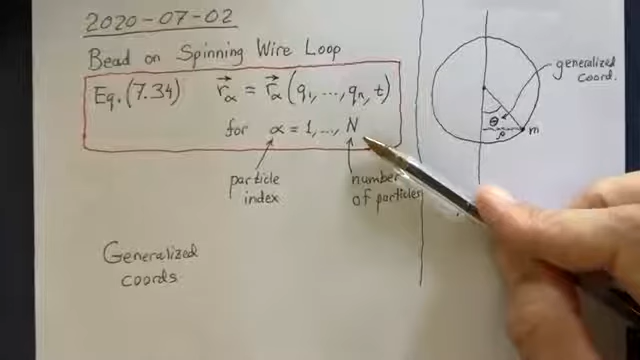 2020-07-02
Bead on Spinning Wire Loop
Eq. (7.34) r⃗α = r⃗α (q₁, ..., qₙ, t)
for α = 1, ..., N
particle
index
number
of particles
Generalized
coords.
generalized
coord.
θ
ρ
m